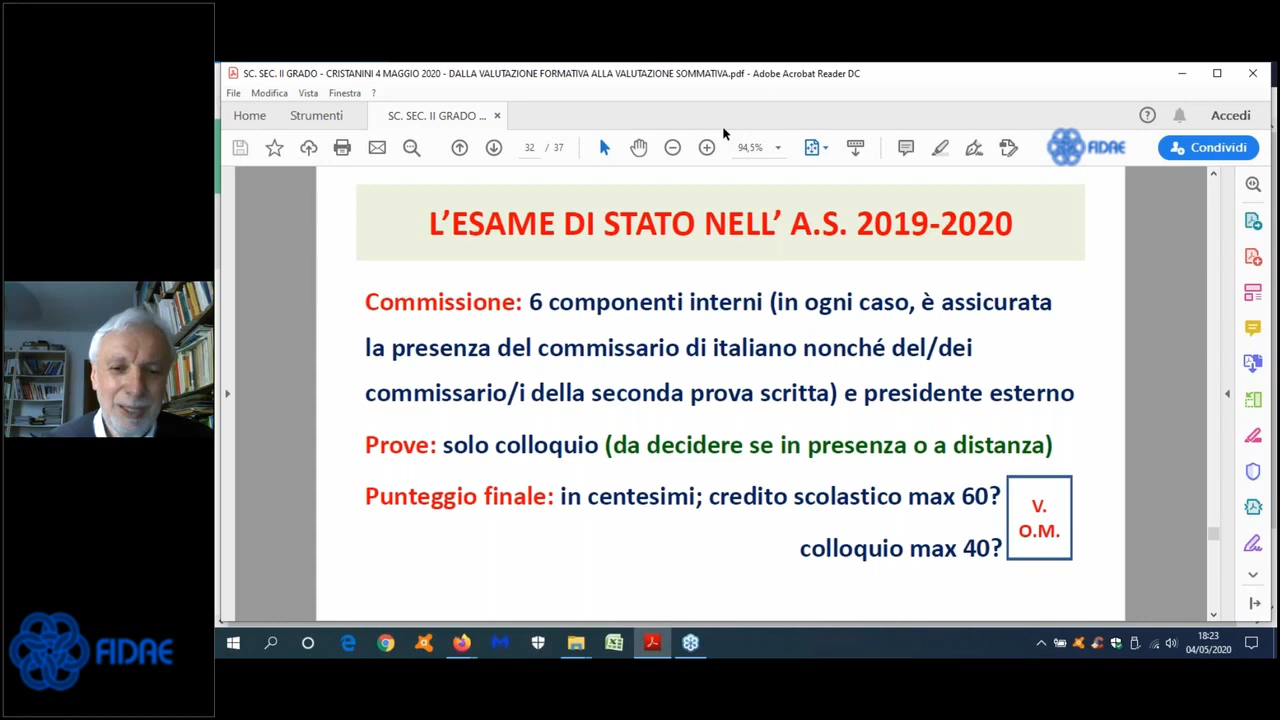 SC. SEC. II GRADO - CRISTANINI 4 MAGGIO 2020 - DALLA VALUTAZIONE FORMATIVA ALLA VALUTAZIONE SOMMATIVA.pdf - Adobe Acrobat Reader DC
File Modifica Vista Finestra ?
Home Strumenti SC. SEC. II GRADO ... × ? Accedi
32 / 37 94,5% FIDAE Condividi
L’ESAME DI STATO NELL’ A.S. 2019-2020
Commissione: 6 componenti interni (in ogni caso, è assicurata
la presenza del commissario di italiano nonché del/dei
commissario/i della seconda prova scritta) e presidente esterno
Prove: solo colloquio (da decidere se in presenza o a distanza)
Punteggio finale: in centesimi; credito scolastico max 60?
colloquio max 40?
V.
O.M.
FIDAE
18:23
04/05/2020